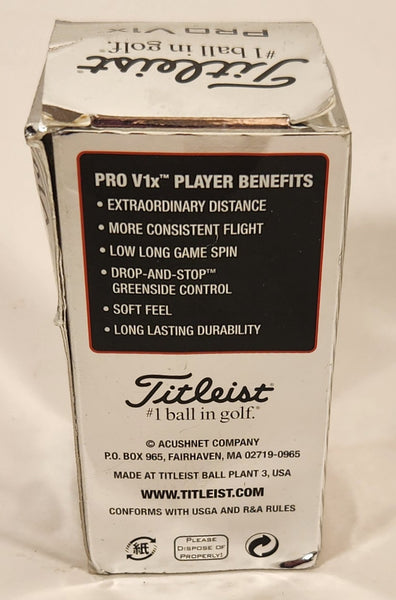 PRO V1x
#1 ball in golf.®
Titleist
PRO V1x™ PLAYER BENEFITS
• EXTRAORDINARY DISTANCE
• MORE CONSISTENT FLIGHT
• LOW LONG GAME SPIN
• DROP-AND-STOP™
GREENSIDE CONTROL
• SOFT FEEL
• LONG LASTING DURABILITY
Titleist®
#1 ball in golf.®
© ACUSHNET COMPANY
P.O. BOX 965, FAIRHAVEN, MA 02719-0965
MADE AT TITLEIST BALL PLANT 3, USA
WWW.TITLEIST.COM
CONFORMS WITH USGA AND R&A RULES
紙
PLEASE
DISPOSE OF
PROPERLY!